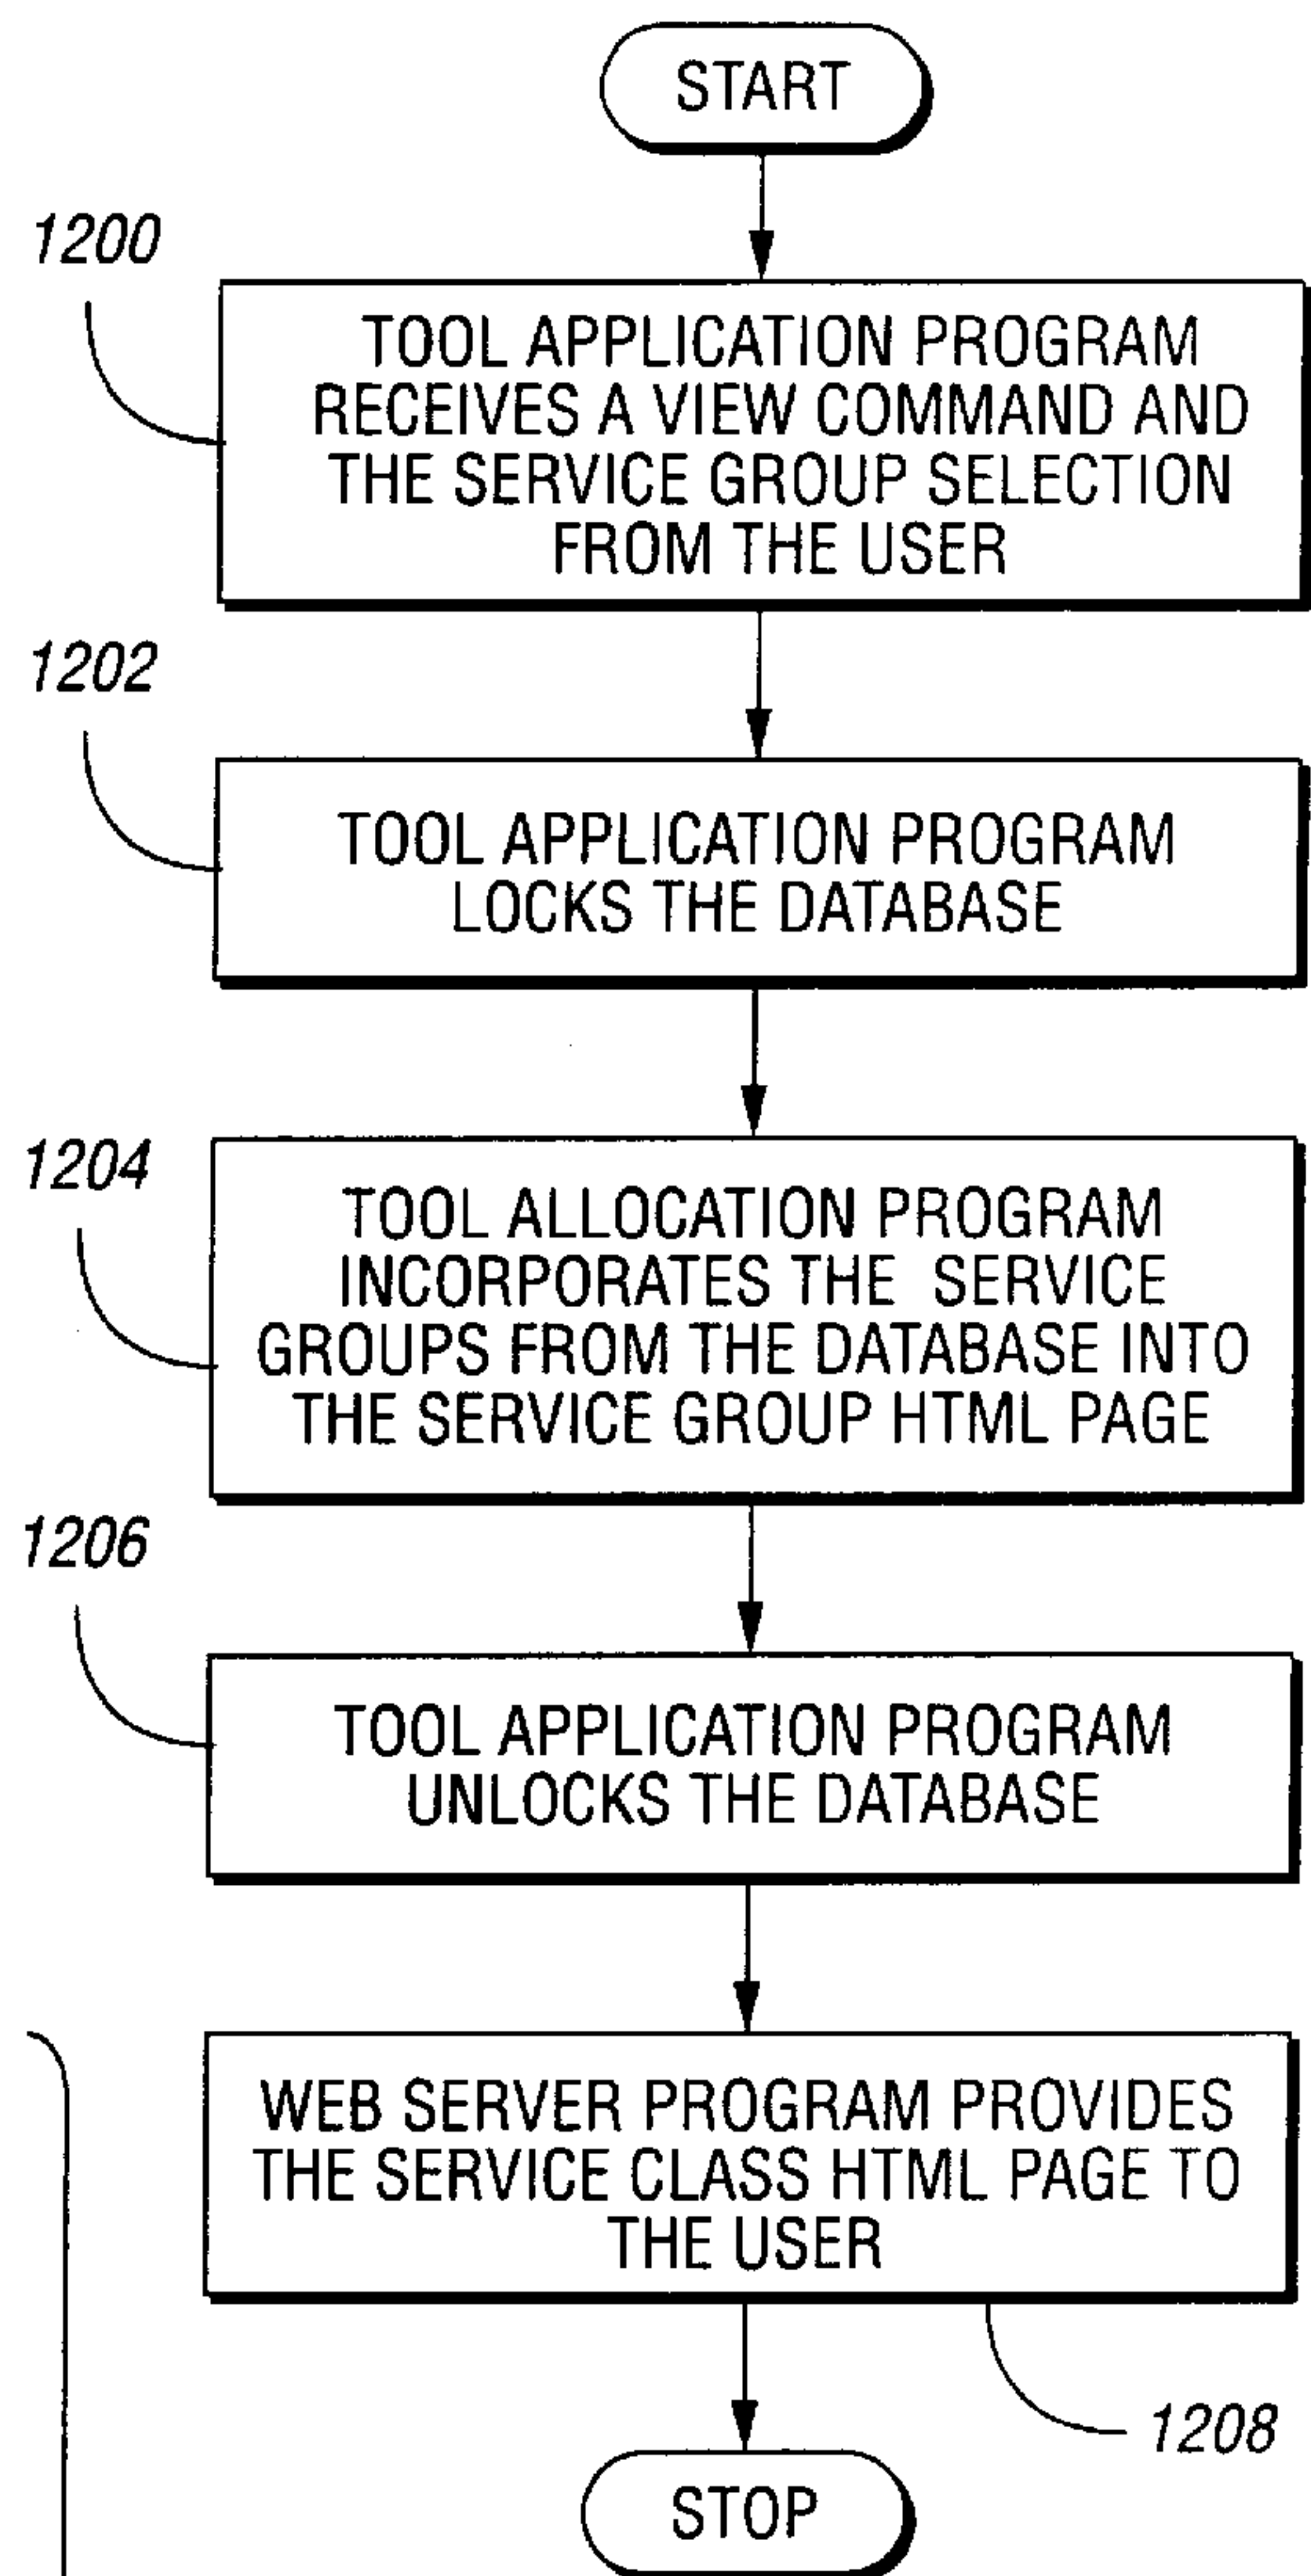 START
1200
TOOL APPLICATION PROGRAM
RECEIVES A VIEW COMMAND AND
THE SERVICE GROUP SELECTION
FROM THE USER
1202
TOOL APPLICATION PROGRAM
LOCKS THE DATABASE
1204
TOOL ALLOCATION PROGRAM
INCORPORATES THE SERVICE
GROUPS FROM THE DATABASE INTO
THE SERVICE GROUP HTML PAGE
1206
TOOL APPLICATION PROGRAM
UNLOCKS THE DATABASE
WEB SERVER PROGRAM PROVIDES
THE SERVICE CLASS HTML PAGE TO
THE USER
1208
STOP